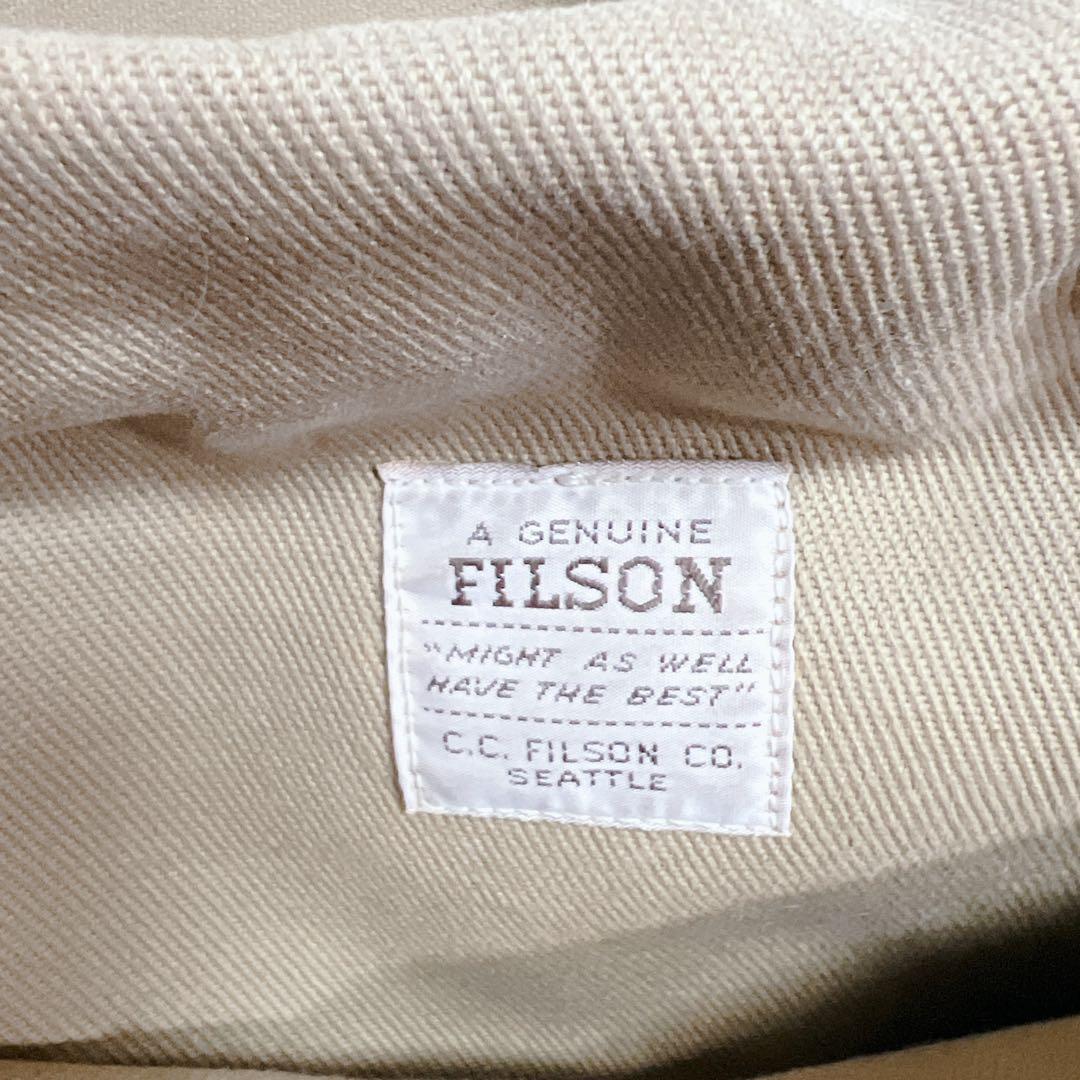 A GENUINE
FILSON
"MIGHT AS WELL
HAVE THE BEST"
C.C. FILSON CO.
SEATTLE